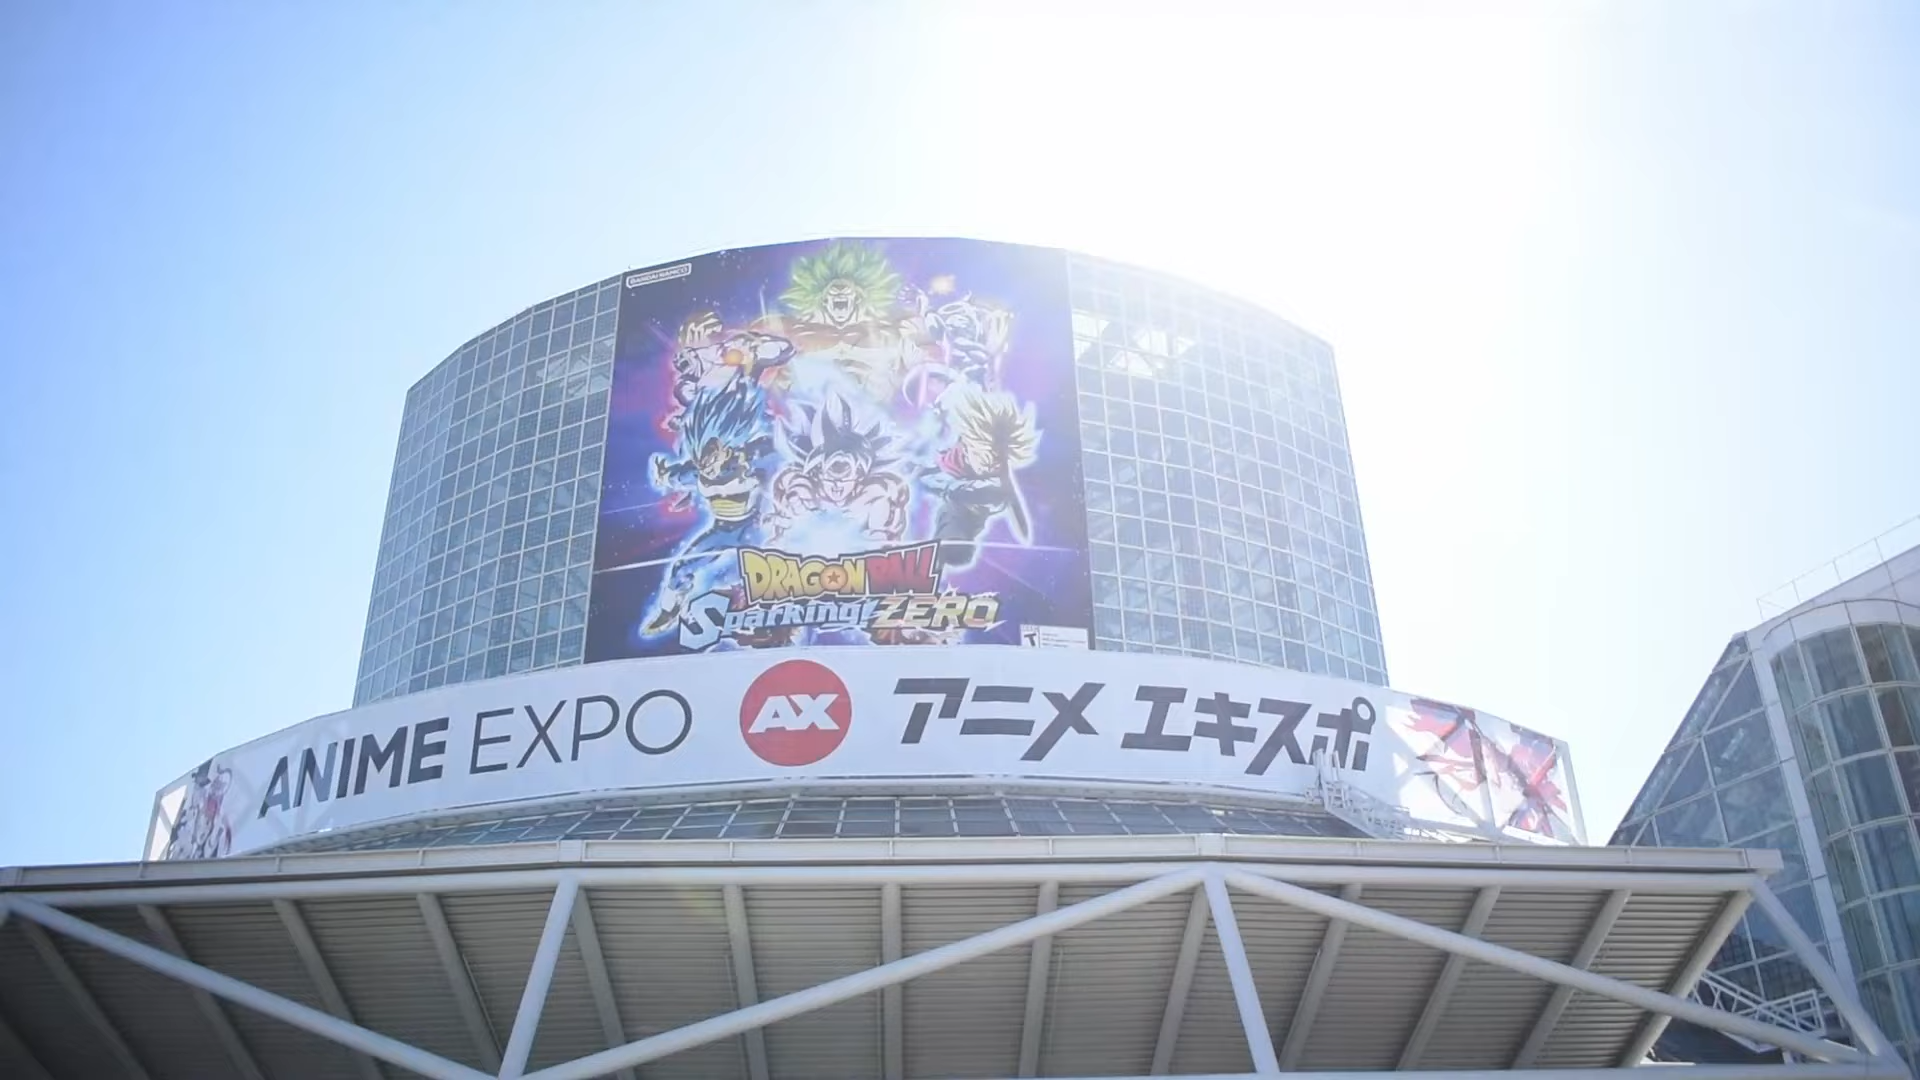 BANDAI NAMCO
DRAGON BALL
Sparking! ZERO
T
ANIME EXPO AX アニメ エキスポ